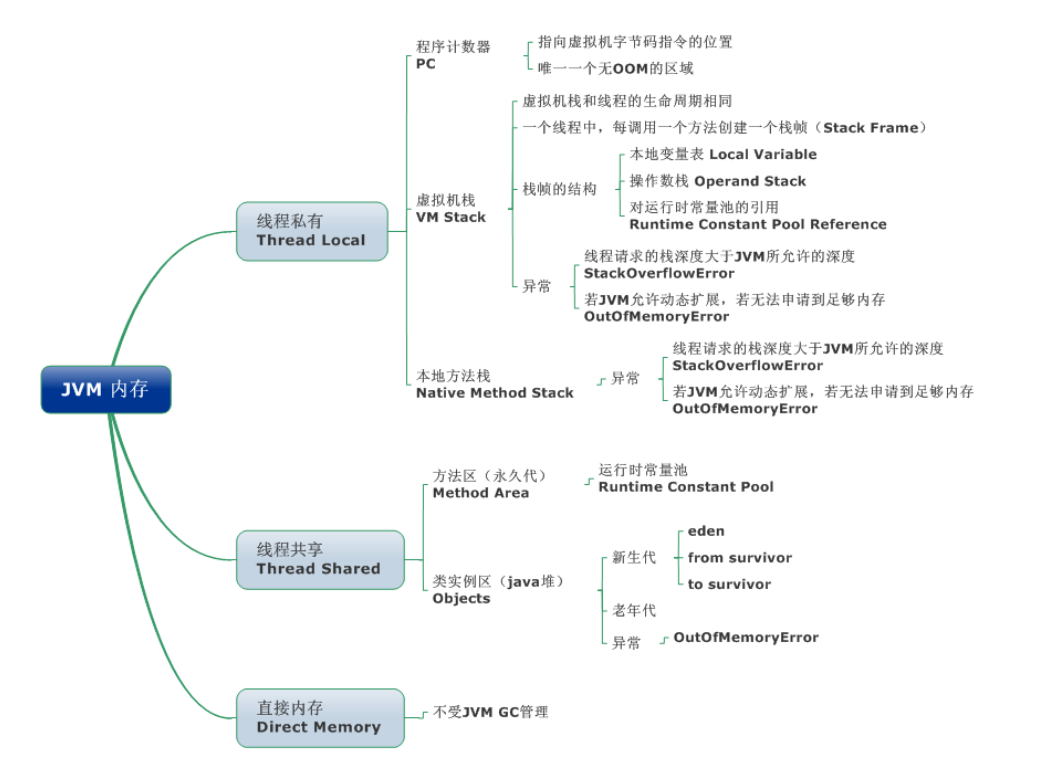 JVM 内存
线程私有
Thread Local
程序计数器
PC
指向虚拟机字节码指令的位置
唯一一个无OOM的区域
虚拟机栈
VM Stack
虚拟机栈和线程的生命周期相同
一个线程中，每调用一个方法创建一个栈帧（Stack Frame）
栈帧的结构
本地变量表 Local Variable
操作数栈 Operand Stack
对运行时常量池的引用
Runtime Constant Pool Reference
异常
线程请求的栈深度大于JVM所允许的深度
StackOverflowError
若JVM允许动态扩展，若无法申请到足够内存
OutOfMemoryError
本地方法栈
Native Method Stack
异常
线程请求的栈深度大于JVM所允许的深度
StackOverflowError
若JVM允许动态扩展，若无法申请到足够内存
OutOfMemoryError
线程共享
Thread Shared
方法区（永久代）
Method Area
运行时常量池
Runtime Constant Pool
类实例区（java堆）
Objects
新生代
eden
from survivor
to survivor
老年代
异常
OutOfMemoryError
直接内存
Direct Memory
不受JVM GC管理